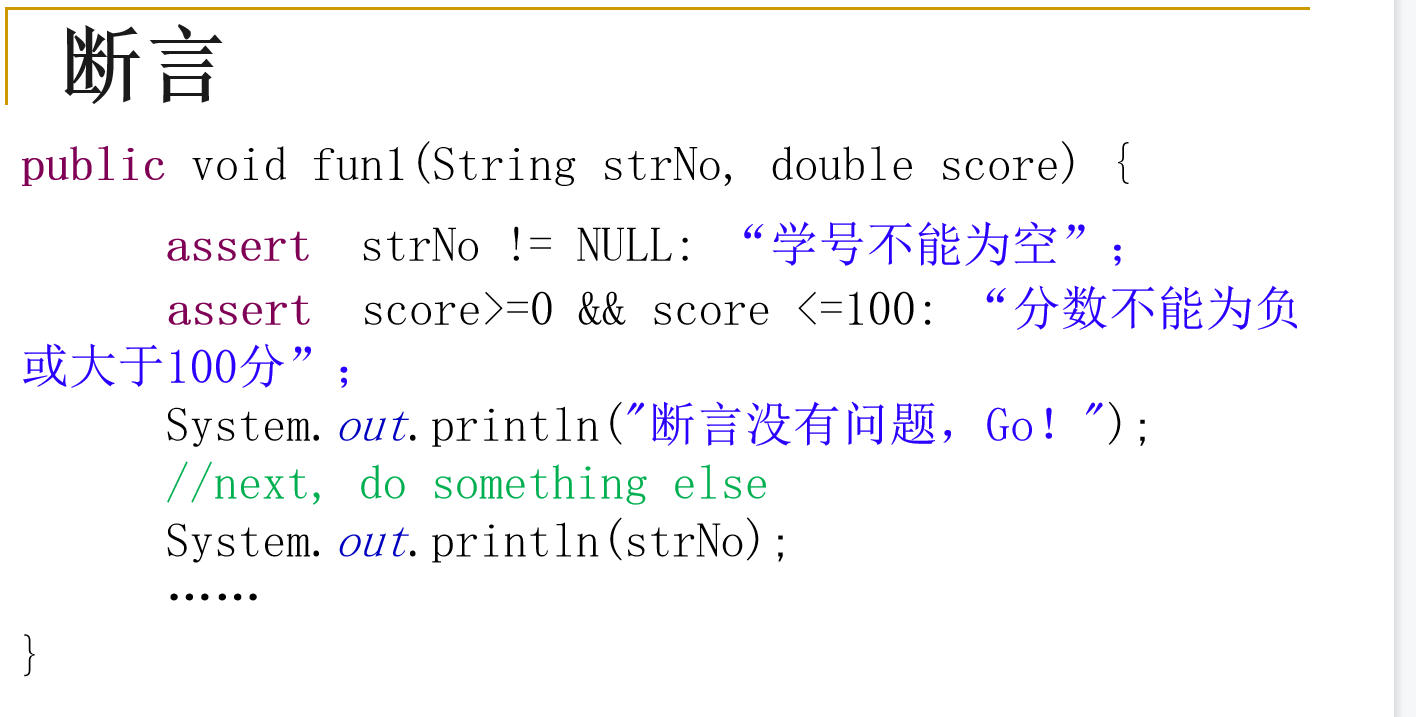 断言
public void fun1(String strNo, double score) {
assert strNo != NULL: “学号不能为空”;
assert score>=0 && score <=100: “分数不能为负
或大于100分”;
System.out.println("断言没有问题，Go！");
//next, do something else
System.out.println(strNo);
……
}